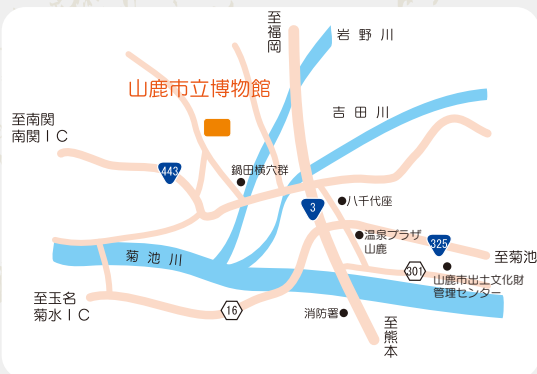 至福岡
岩野川
山鹿市立博物館
吉田川
至南関
南関IC
443
鍋田横穴群
八千代座
3
温泉プラザ
山鹿
325
至菊池
菊池川
301
山鹿市出土文化財
管理センター
至玉名
菊水IC
16
消防署
至熊本